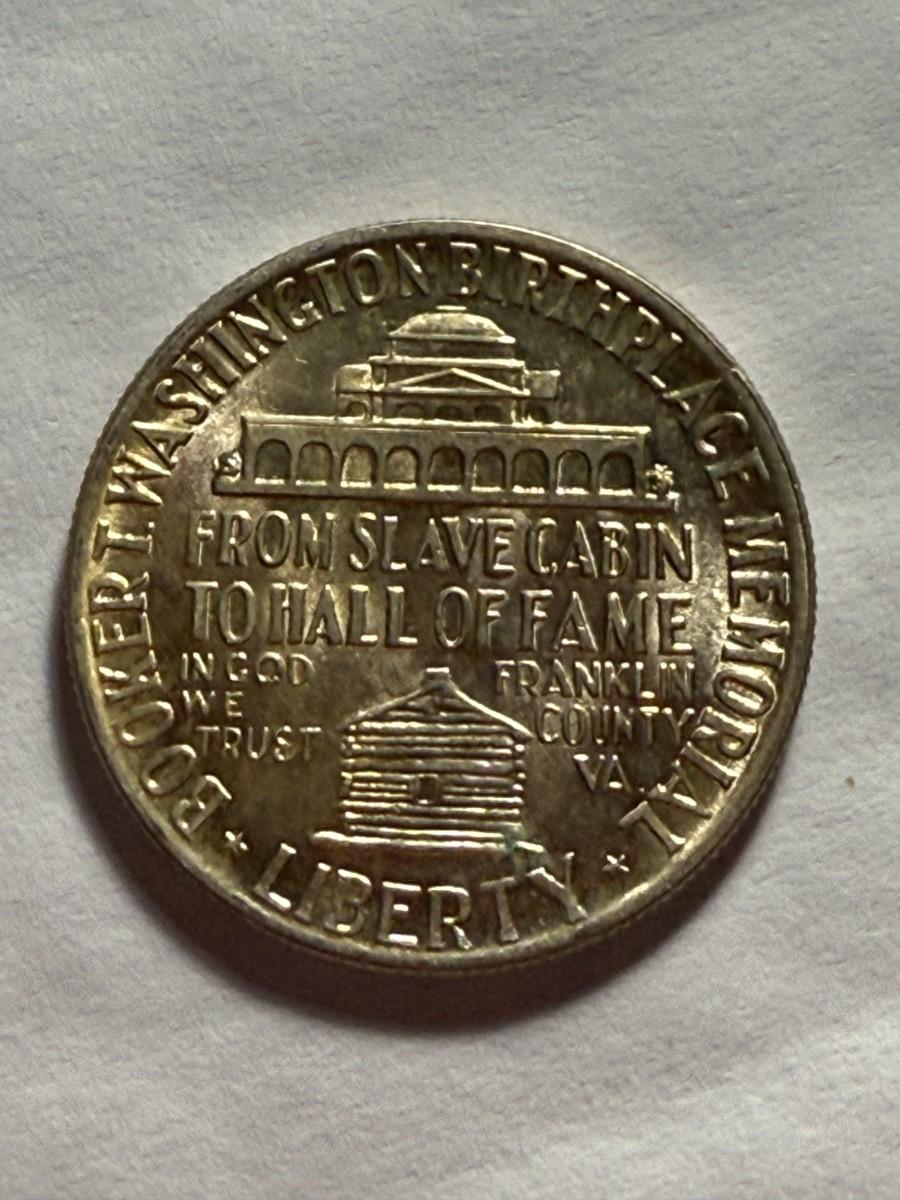 BOOKER T. WASHINGTON BIRTHPLACE MEMORIAL
FROM SLAVE CABIN
TO HALL OF FAME
IN GOD
WE
TRUST
FRANKLIN
COUNTY
VA.
LIBERTY